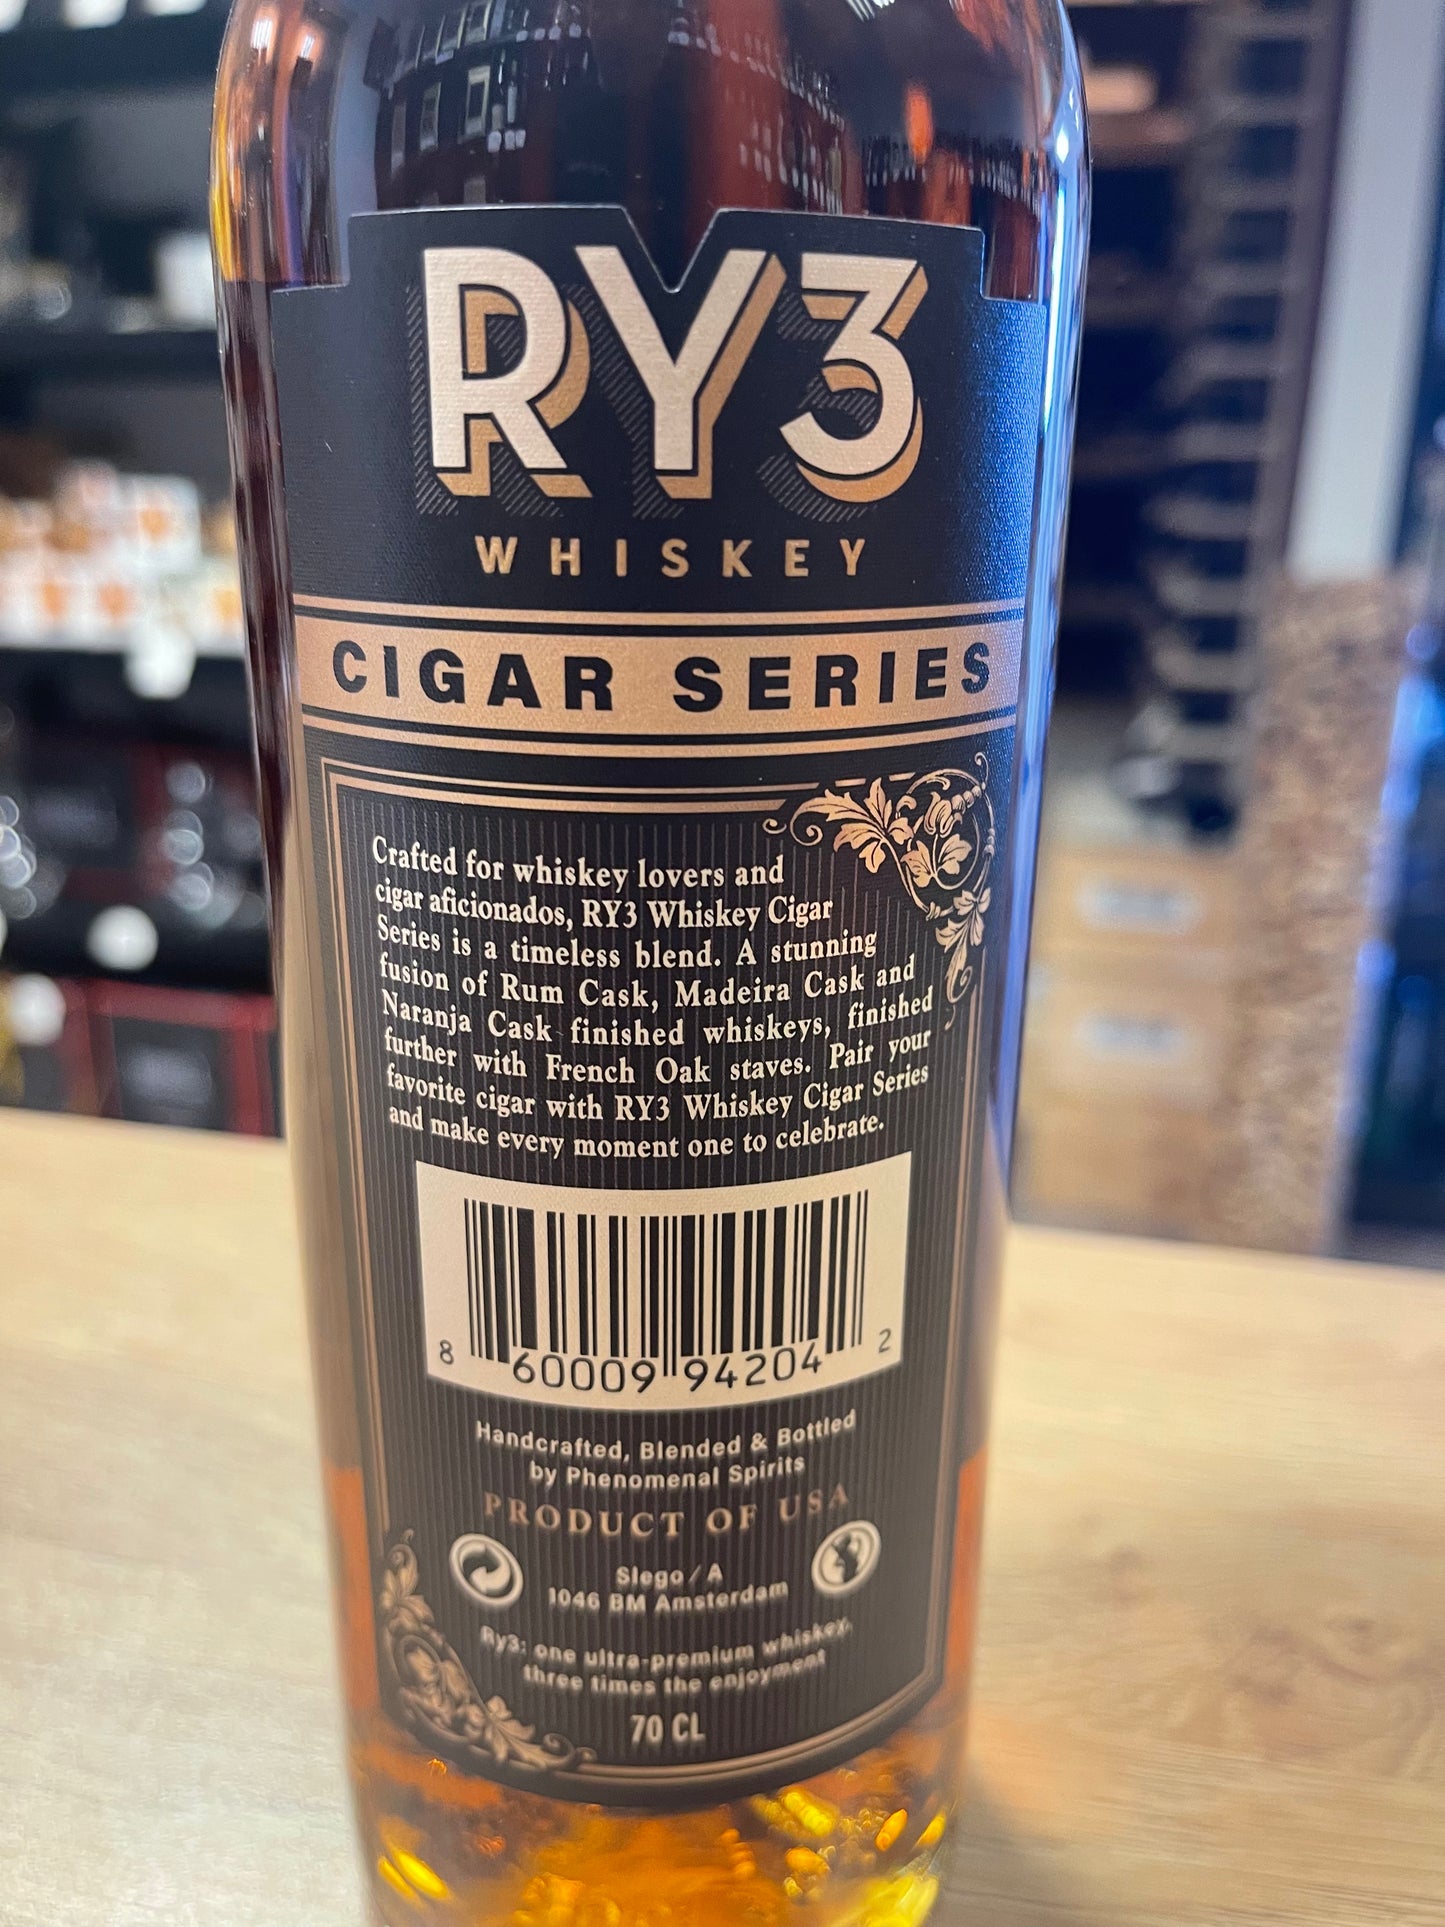 RY3
WHISKEY
CIGAR SERIES
Crafted for whiskey lovers and
cigar aficionados, RY3 Whiskey Cigar
Series is a timeless blend. A stunning
fusion of Rum Cask, Madeira Cask and
Naranja Cask finished whiskeys, finished
further with French Oak staves. Pair your
favorite cigar with RY3 Whiskey Cigar Series
and make every moment one to celebrate.
8 60009 94204 2
Handcrafted, Blended & Bottled
by Phenomenal Spirits
PRODUCT OF USA
Slego / A
1046 BM Amsterdam
Ry3: one ultra-premium whiskey,
three times the enjoyment
70 CL